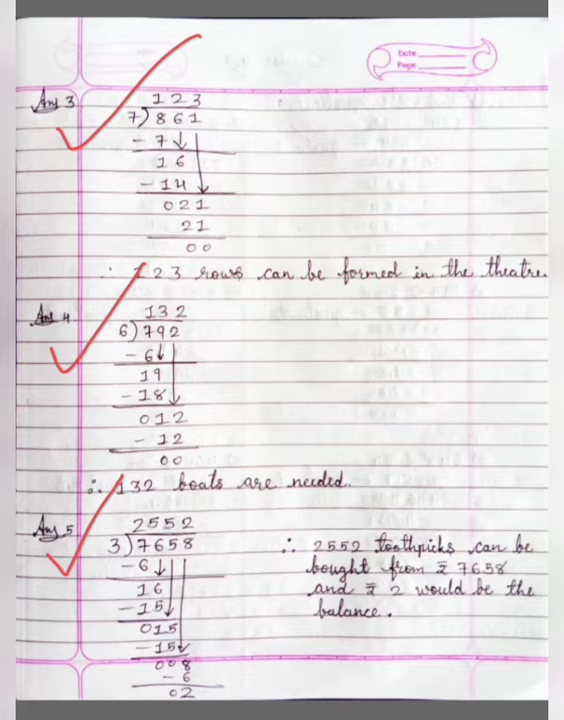 Date
Page
Ans 3
123
7)861
- 7
16
- 14
021
21
00
∴ 123 rows can be formed in the theatre.
Ans 4
132
6)792
- 6
19
- 18
012
- 12
00
∴ 132 boats are needed.
Ans 5
2552
3)7658
- 6
16
- 15
015
- 15
008
- 6
02
∴ 2552 toothpicks can be
bought from ₹ 7658
and ₹ 2 would be the
balance.